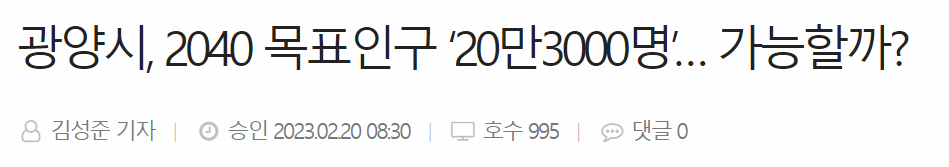 광양시, 2040 목표인구 ‘20만3000명’… 가능할까?
김성준 기자 | 승인 2023.02.20 08:30 | 호수 995 | 댓글 0